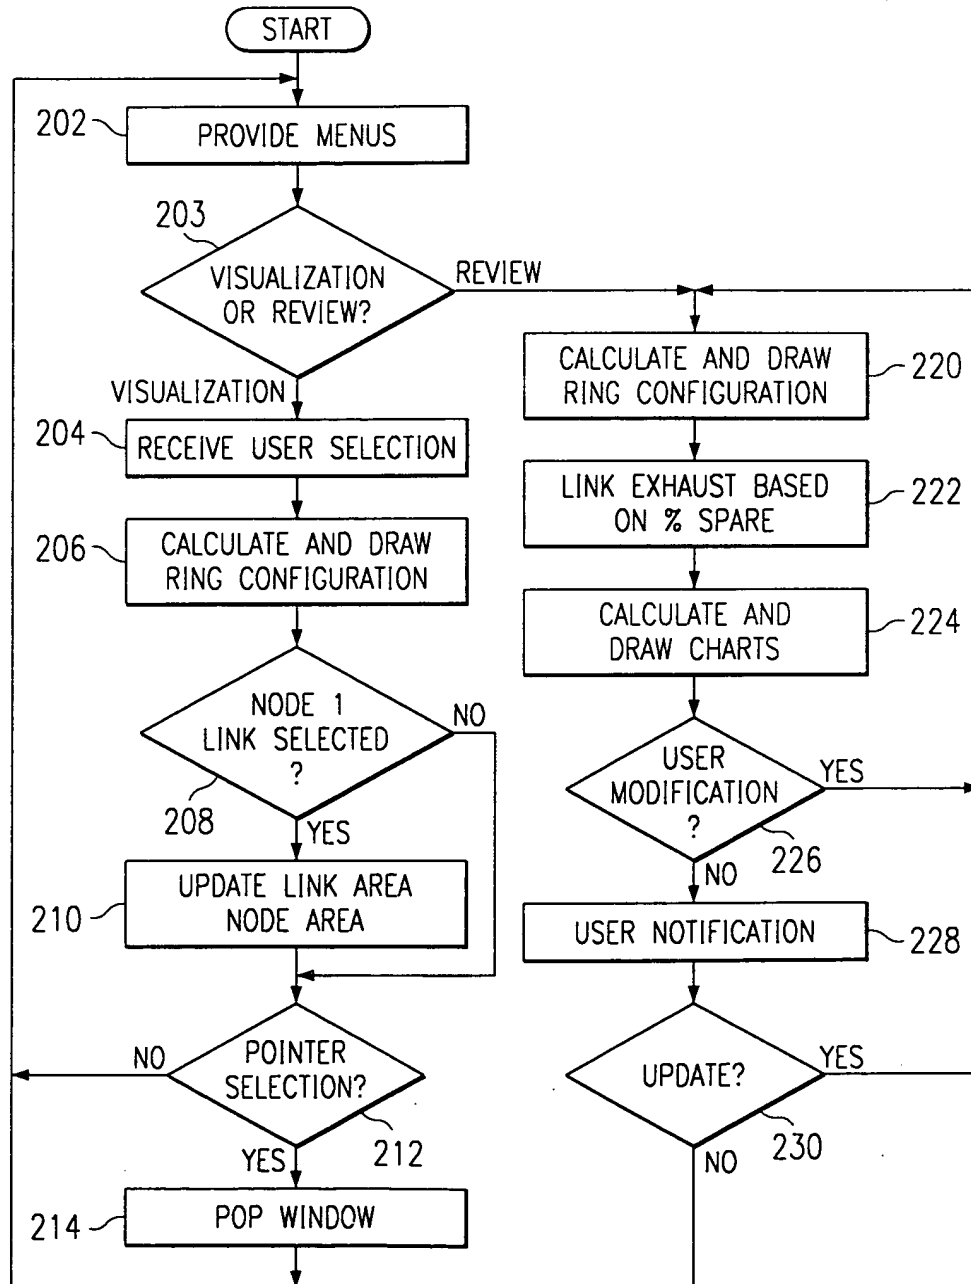 START
202
PROVIDE MENUS
203
VISUALIZATION
OR REVIEW?
REVIEW
VISUALIZATION
204
RECEIVE USER SELECTION
206
CALCULATE AND DRAW
RING CONFIGURATION
NODE 1
LINK SELECTED
?
NO
208
YES
210
UPDATE LINK AREA
NODE AREA
NO
POINTER
SELECTION?
212
YES
214
POP WINDOW
CALCULATE AND DRAW
RING CONFIGURATION
220
LINK EXHAUST BASED
ON % SPARE
222
CALCULATE AND
DRAW CHARTS
224
USER
MODIFICATION
?
YES
226
NO
USER NOTIFICATION
228
UPDATE?
YES
230
NO